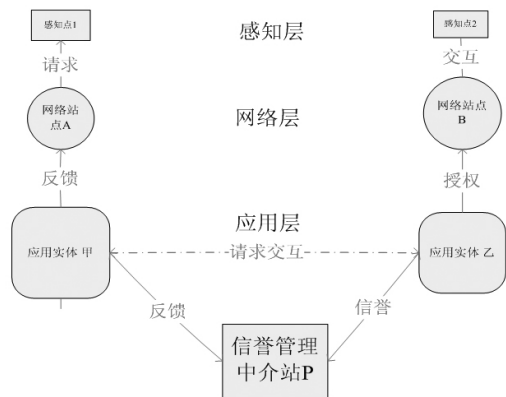 感知点1
感知层
感知点2
请求
交互
网络站
点A
网络层
网络站点
B
反馈
授权
应用层
应用实体 甲
请求交互
应用实体 乙
反馈
信誉
信誉管理
中介站P